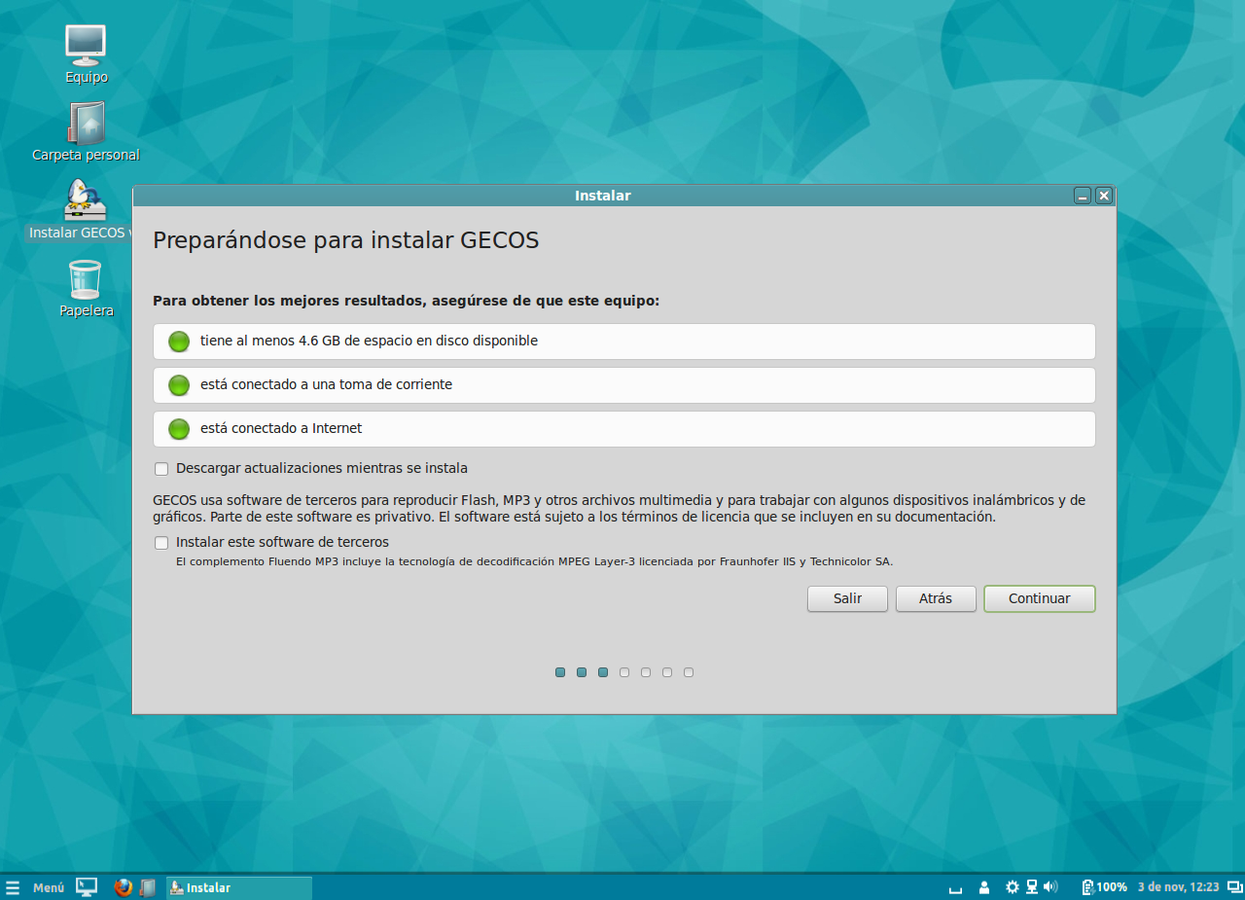 Equipo
Carpeta personal
Instalar GECOS
Papelera
Instalar
Preparándose para instalar GECOS
Para obtener los mejores resultados, asegúrese de que este equipo:
tiene al menos 4.6 GB de espacio en disco disponible
está conectado a una toma de corriente
está conectado a Internet
Descargar actualizaciones mientras se instala
GECOS usa software de terceros para reproducir Flash, MP3 y otros archivos multimedia y para trabajar con algunos dispositivos inalámbricos y de
gráficos. Parte de este software es privativo. El software está sujeto a los términos de licencia que se incluyen en su documentación.
Instalar este software de terceros
El complemento Fluendo MP3 incluye la tecnología de decodificación MPEG Layer-3 licenciada por Fraunhofer IIS y Technicolor SA.
Salir Atrás Continuar
Menú Instalar 100% 3 de nov, 12:23